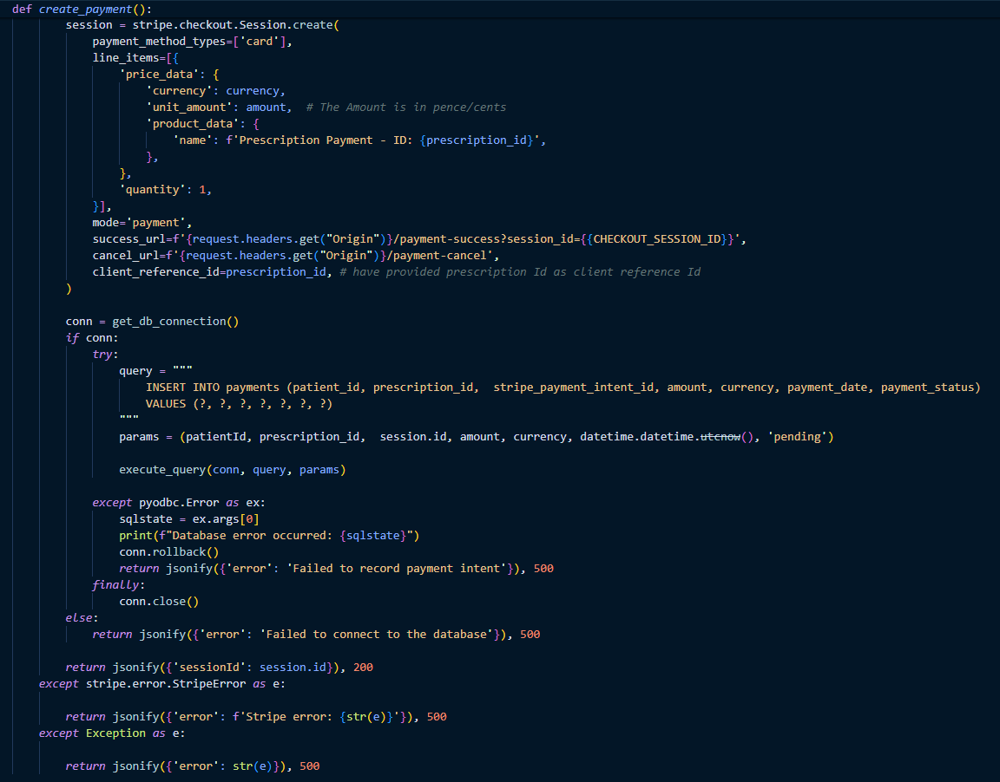 def create_payment():
session = stripe.checkout.Session.create(
payment_method_types=['card'],
line_items=[{
'price_data': {
'currency': currency,
'unit_amount': amount,  # The Amount is in pence/cents
'product_data': {
'name': f'Prescription Payment - ID: {prescription_id}',
},
},
'quantity': 1,
}],
mode='payment',
success_url=f'{request.headers.get("Origin")}/payment-success?session_id={{CHECKOUT_SESSION_ID}}',
cancel_url=f'{request.headers.get("Origin")}/payment-cancel',
client_reference_id=prescription_id, # have provided prescription Id as client reference Id
)
conn = get_db_connection()
if conn:
try:
query = """
INSERT INTO payments (patient_id, prescription_id,  stripe_payment_intent_id, amount, currency, payment_date, payment_status)
VALUES (?, ?, ?, ?, ?, ?, ?)
"""
params = (patientId, prescription_id,  session.id, amount, currency, datetime.datetime.utcnow(), 'pending')
execute_query(conn, query, params)
except pyodbc.Error as ex:
sqlstate = ex.args[0]
print(f"Database error occurred: {sqlstate}")
conn.rollback()
return jsonify({'error': 'Failed to record payment intent'}), 500
finally:
conn.close()
else:
return jsonify({'error': 'Failed to connect to the database'}), 500
return jsonify({'sessionId': session.id}), 200
except stripe.error.StripeError as e:
return jsonify({'error': f'Stripe error: {str(e)}'}), 500
except Exception as e:
return jsonify({'error': str(e)}), 500